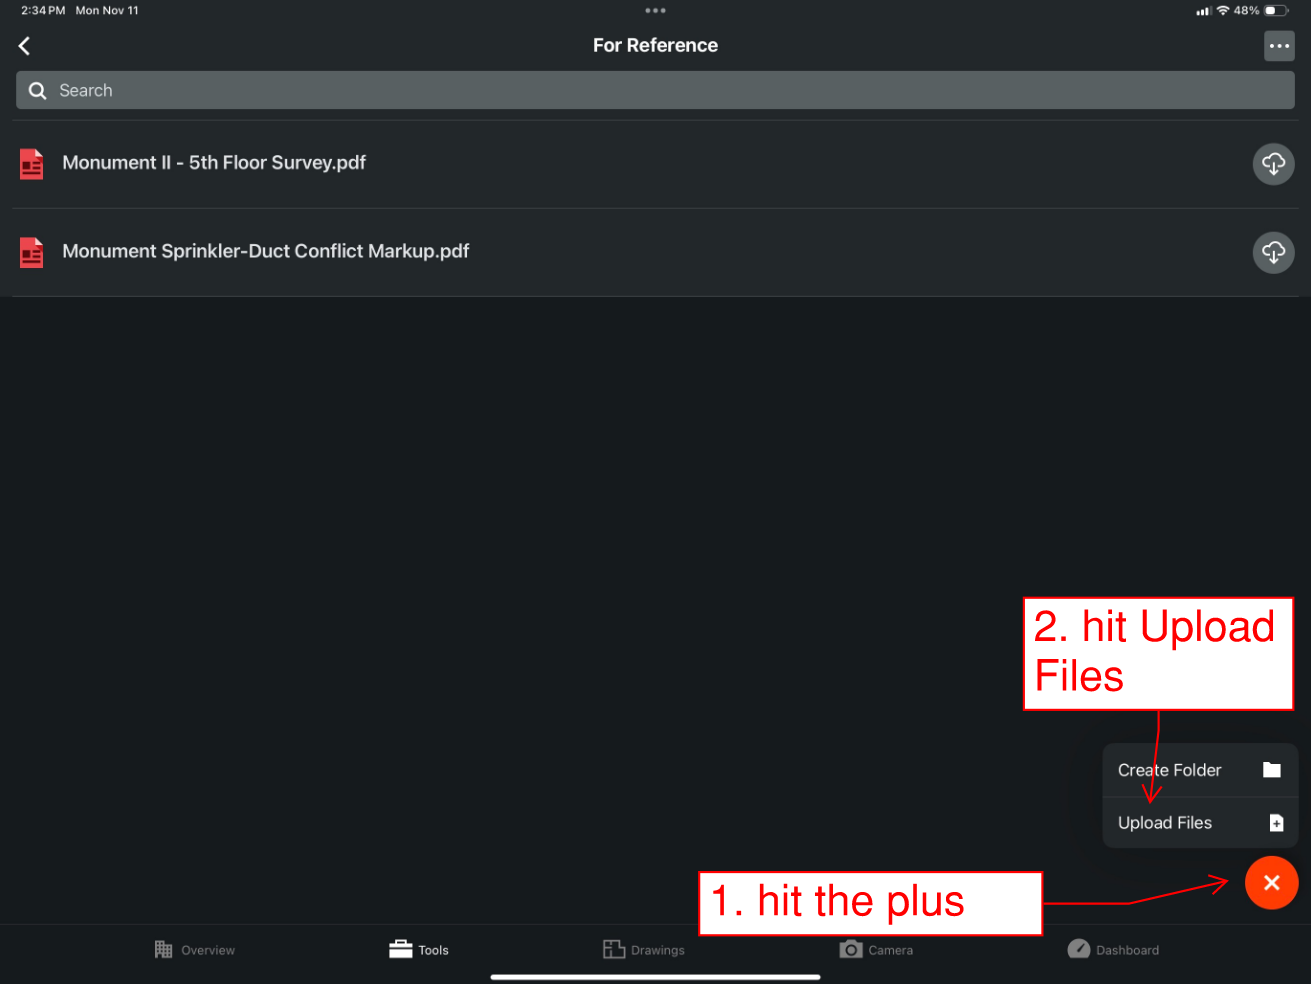 2:34 PM Mon Nov 11
48%
For Reference
Search
Monument II - 5th Floor Survey.pdf
Monument Sprinkler-Duct Conflict Markup.pdf
2. hit Upload
Files
Create Folder
Upload Files
1. hit the plus
Overview
Tools
Drawings
Camera
Dashboard